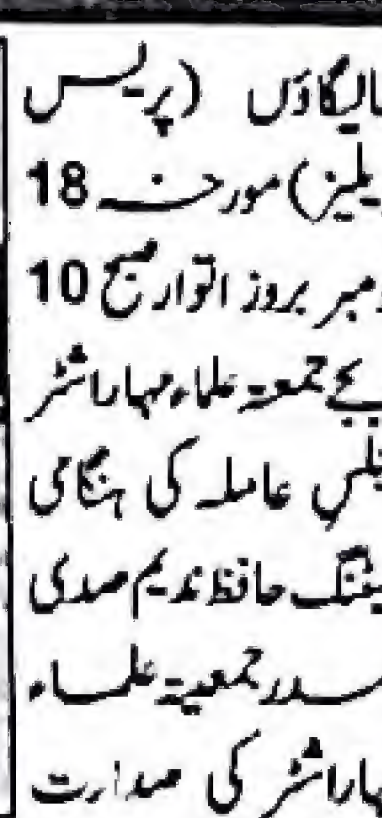 مالیگاؤں (پریس
ریلیز) مورخہ 18
بروز اتوار صبح 10
بجے جمعیۃ علماء مہاراشٹر
مجلس عاملہ کی ہنگامی
میٹنگ حافظ ندیم صدیقی
صدر جمعیۃ علماء
مہاراشٹر کی صدارت